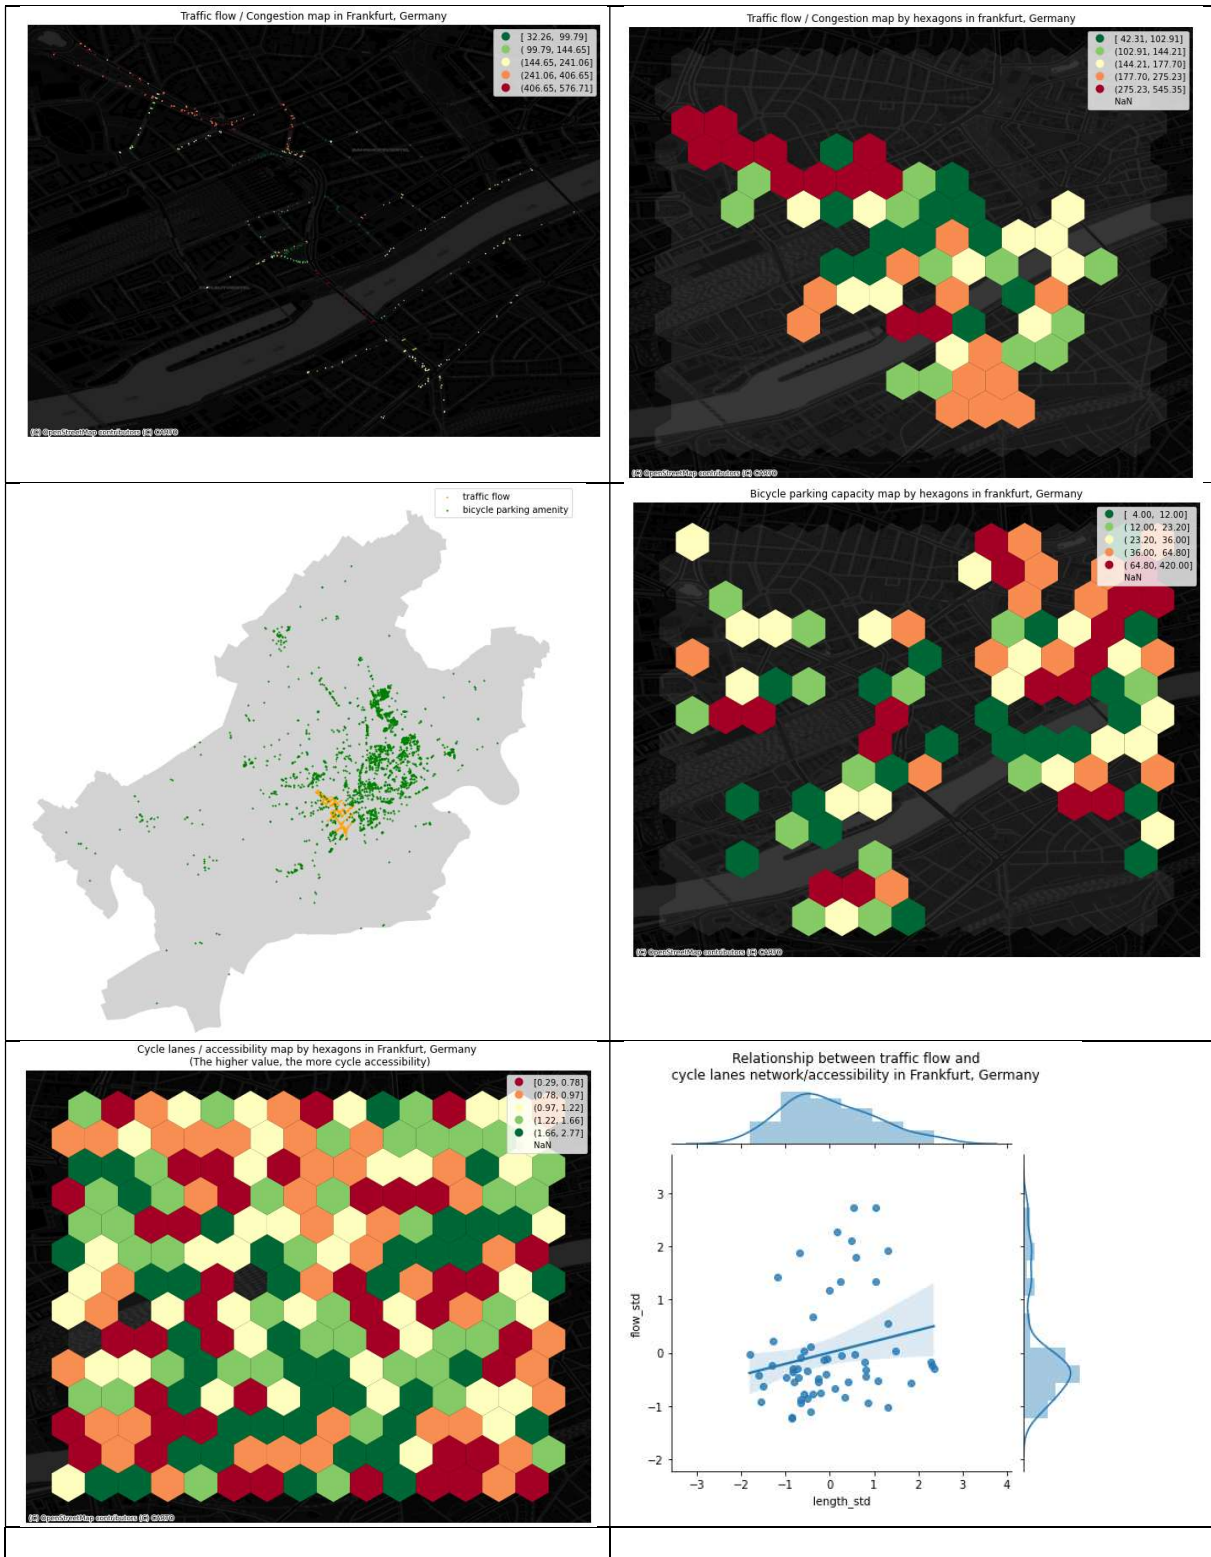 Traffic flow / Congestion map in Frankfurt, Germany
[ 32.26, 99.79]
( 99.79, 144.65]
(144.65, 241.06]
(241.06, 406.65]
(406.65, 576.71]
(C) OpenStreetMap contributors (C) CARTO
Traffic flow / Congestion map by hexagons in frankfurt, Germany
[ 42.31, 102.91]
(102.91, 144.21]
(144.21, 177.70]
(177.70, 275.23]
(275.23, 545.35]
NaN
(C) OpenStreetMap contributors (C) CARTO
traffic flow
bicycle parking amenity
Bicycle parking capacity map by hexagons in frankfurt, Germany
[ 4.00, 12.00]
( 12.00, 23.20]
( 23.20, 36.00]
( 36.00, 64.80]
( 64.80, 420.00]
NaN
(C) OpenStreetMap contributors (C) CARTO
Cycle lanes / accessibility map by hexagons in Frankfurt, Germany
(The higher value, the more cycle accessibility)
[0.29, 0.78]
(0.78, 0.97]
(0.97, 1.22]
(1.22, 1.66]
(1.66, 2.77]
NaN
(C) OpenStreetMap contributors (C) CARTO
Relationship between traffic flow and
cycle lanes network/accessibility in Frankfurt, Germany
3
2
1
0
−1
−2
flow_std
−3 −2 −1 0 1 2 3 4
length_std